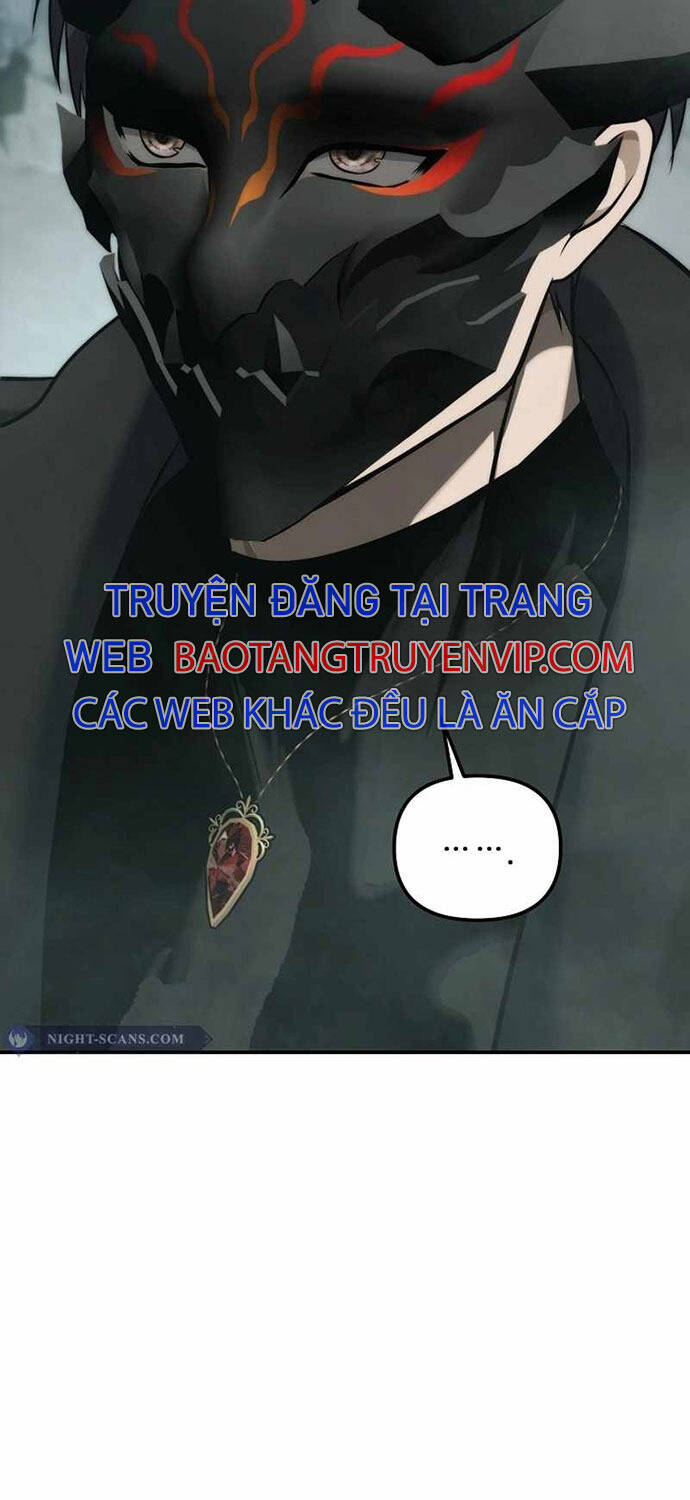 TRUYỆN ĐĂNG TẠI TRANG
WEB BAOTANGTRUYENVIP.COM
CÁC WEB KHÁC ĐỀU LÀ ĂN CẮP
... ....
NIGHT-SCANS.COM